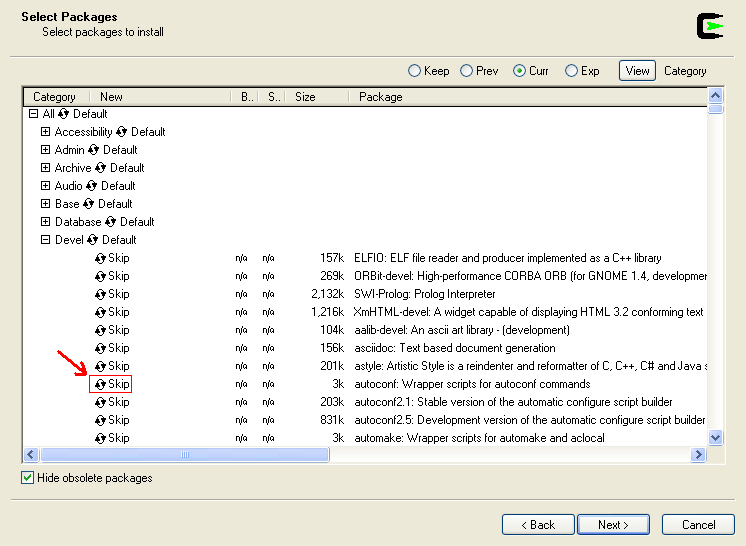 Select Packages
Select packages to install
Keep Prev Curr Exp View Category
Category New B.. S.. Size Package
All Default
Accessibility Default
Admin Default
Archive Default
Audio Default
Base Default
Database Default
Devel Default
Skip n/a n/a 157k ELFIO: ELF file reader and producer implemented as a C++ library
Skip n/a n/a 269k ORBit-devel: High-performance CORBA ORB (for GNOME 1.4, developmen
Skip n/a n/a 2,132k SWI-Prolog: Prolog Interpreter
Skip n/a n/a 1,216k XmHTML-devel: A widget capable of displaying HTML 3.2 conforming text
Skip n/a n/a 104k aalib-devel: An ascii art library - (development)
Skip n/a n/a 156k asciidoc: Text based document generation
Skip n/a n/a 201k astyle: Artistic Style is a reindenter and reformatter of C, C++, C# and Java s
Skip n/a n/a 3k autoconf: Wrapper scripts for autoconf commands
Skip n/a n/a 203k autoconf2.1: Stable version of the automatic configure script builder
Skip n/a n/a 831k autoconf2.5: Development version of the automatic configure script builder
Skip n/a n/a 3k automake: Wrapper scripts for automake and aclocal
Hide obsolete packages
< Back Next > Cancel